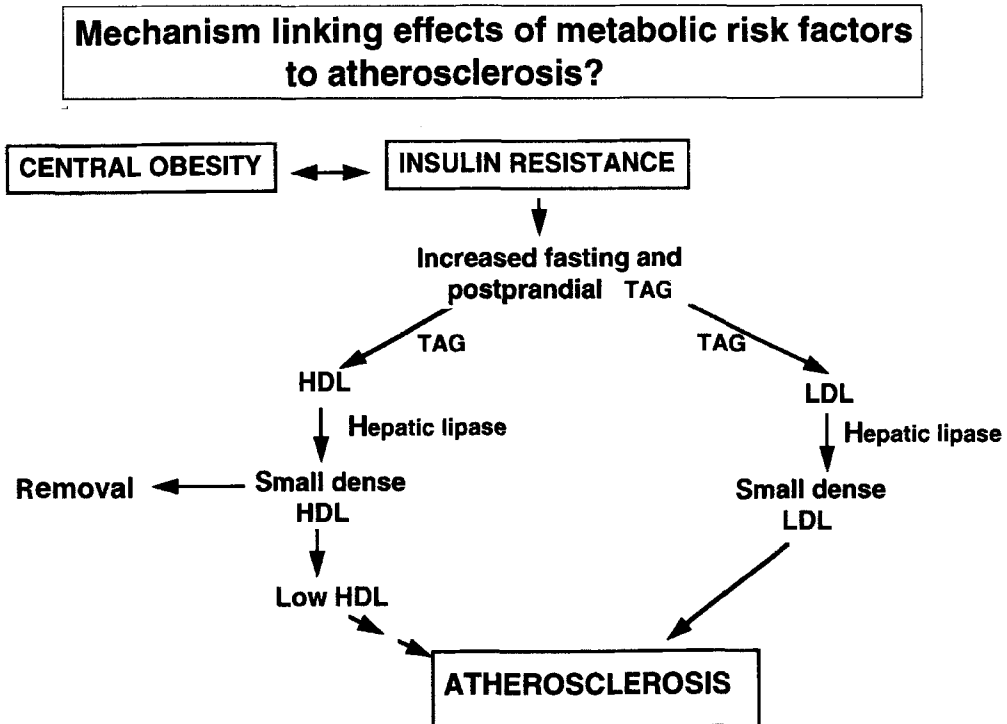 Mechanism linking effects of metabolic risk factors
to atherosclerosis?
CENTRAL OBESITY
INSULIN RESISTANCE
Increased fasting and
postprandial TAG
TAG
TAG
HDL
LDL
Hepatic lipase
Hepatic lipase
Removal
Small dense
HDL
Small dense
LDL
Low HDL
ATHEROSCLEROSIS